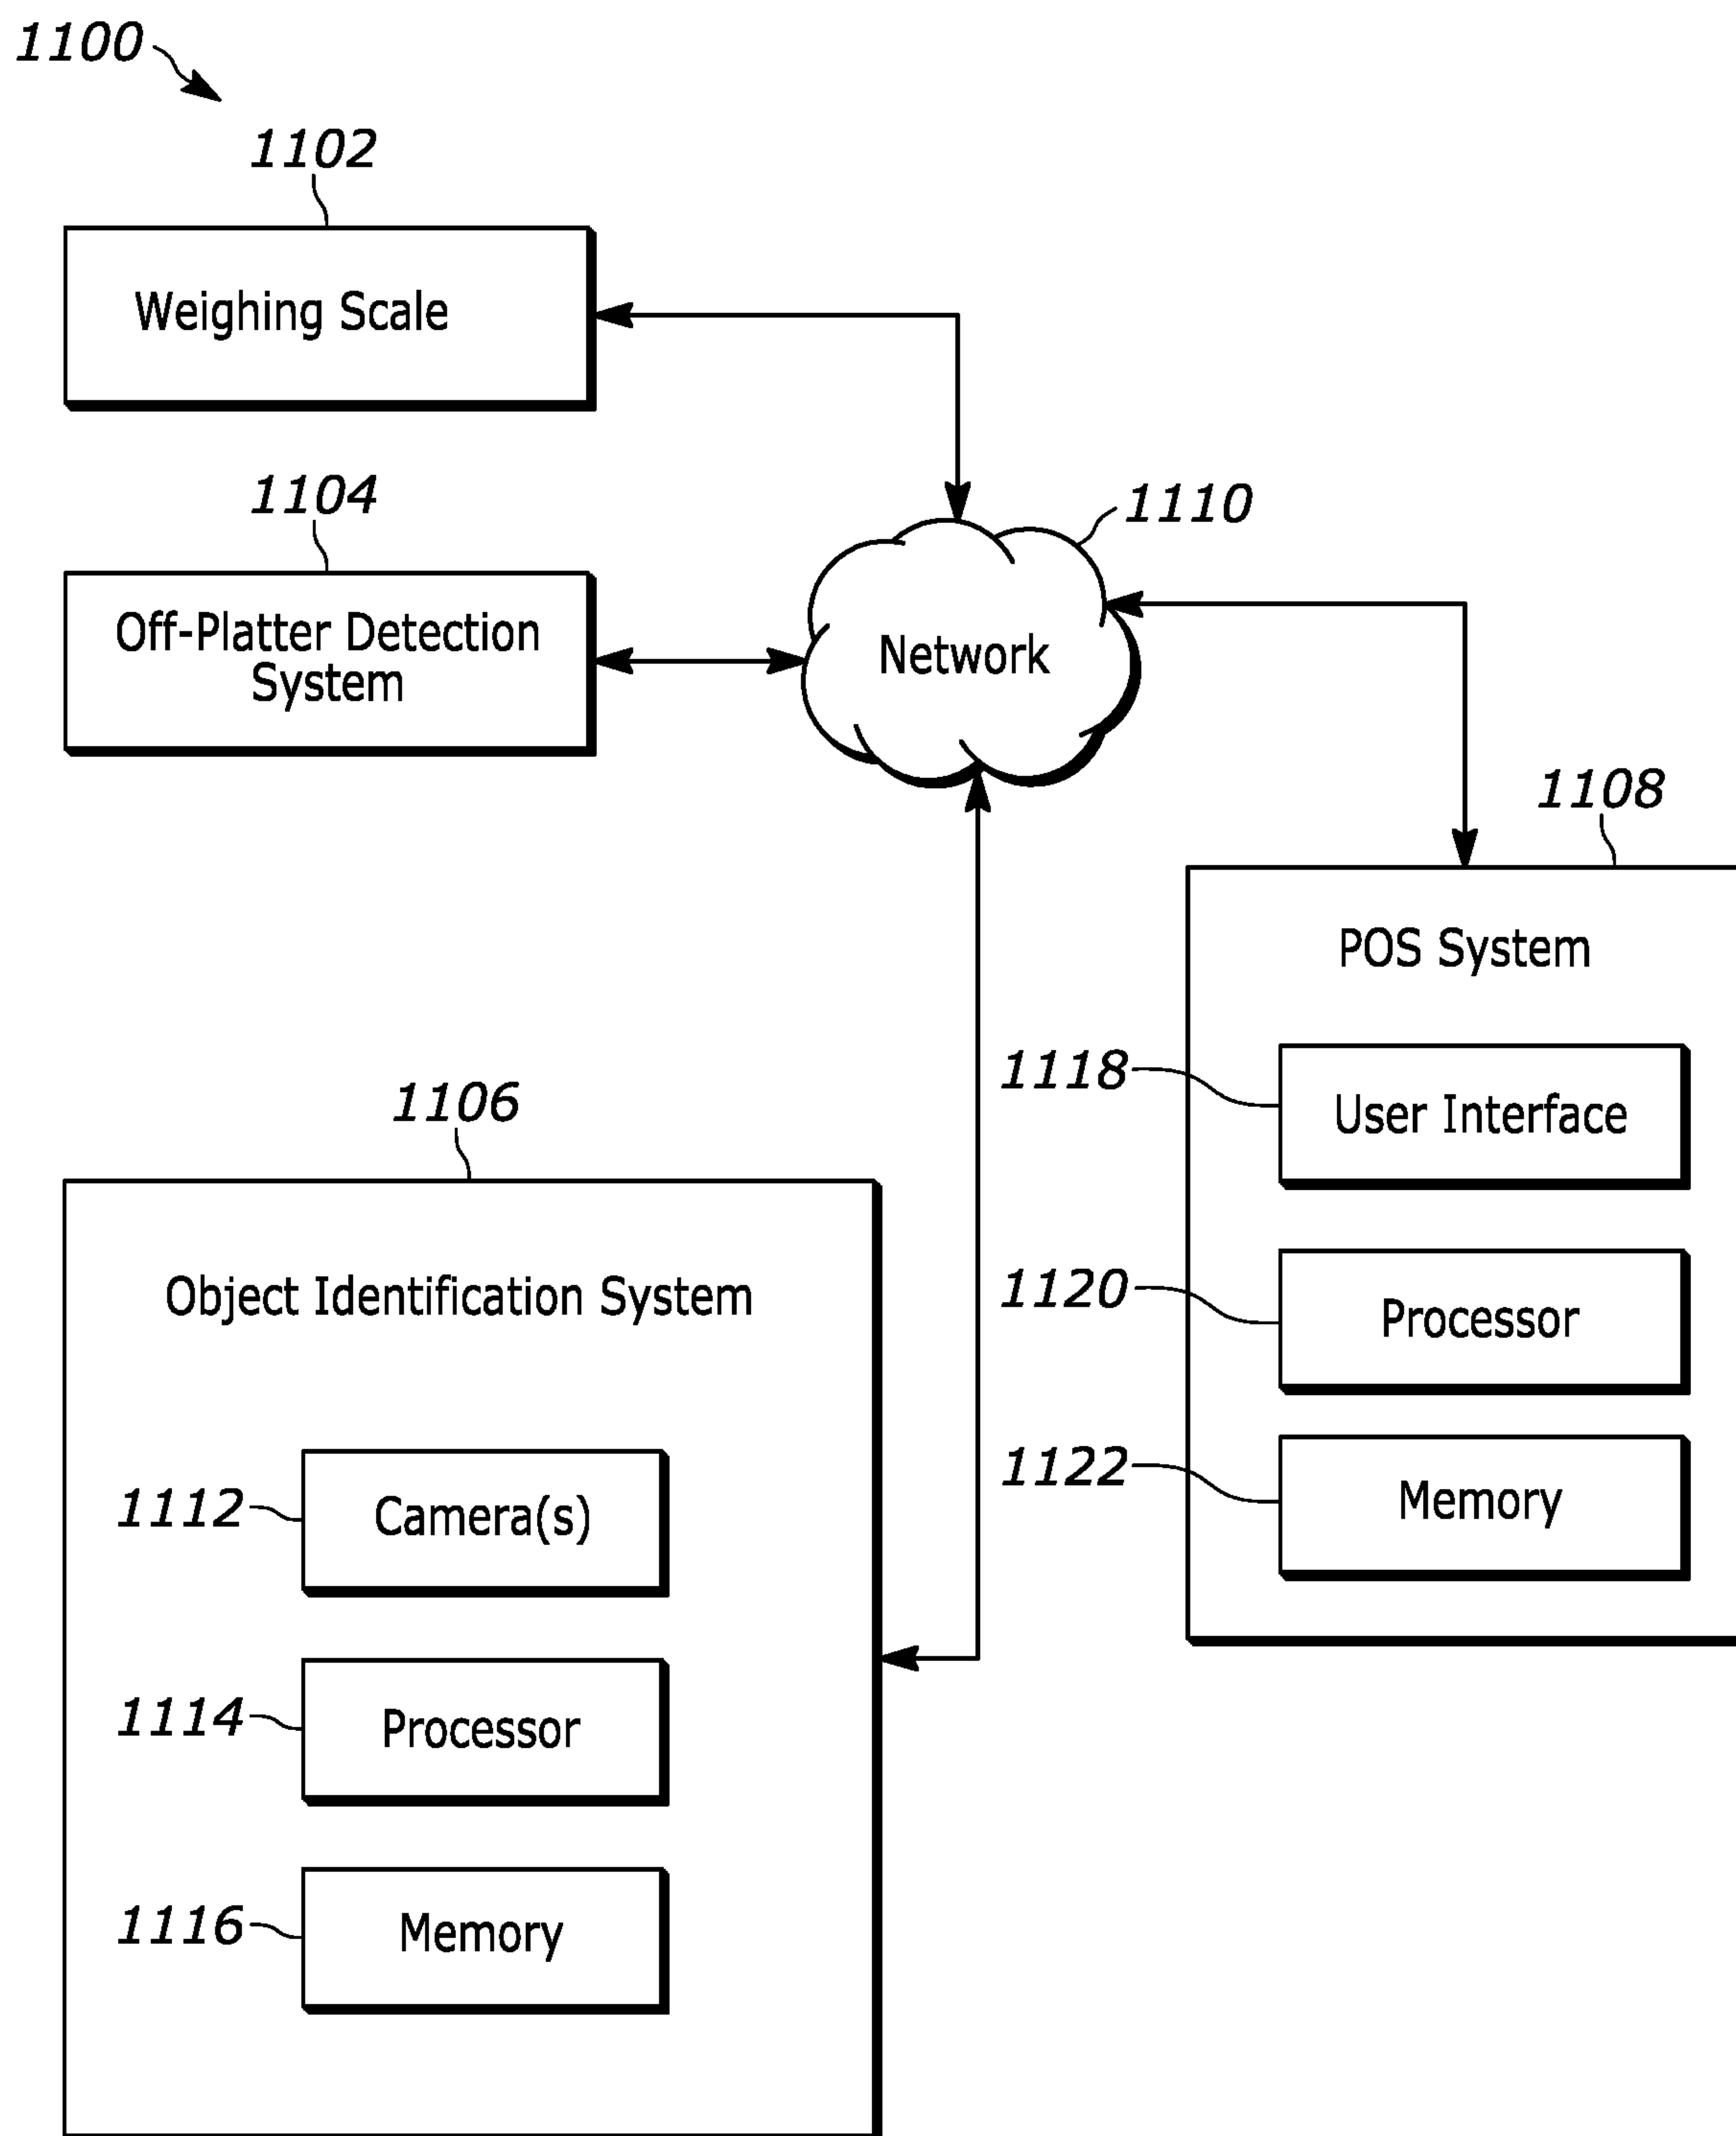 1100
1102
Weighing Scale
1104
Off-Platter Detection
System
1110
Network
1108
POS System
1118
User Interface
1120
Processor
1122
Memory
1106
Object Identification System
1112
Camera(s)
1114
Processor
1116
Memory